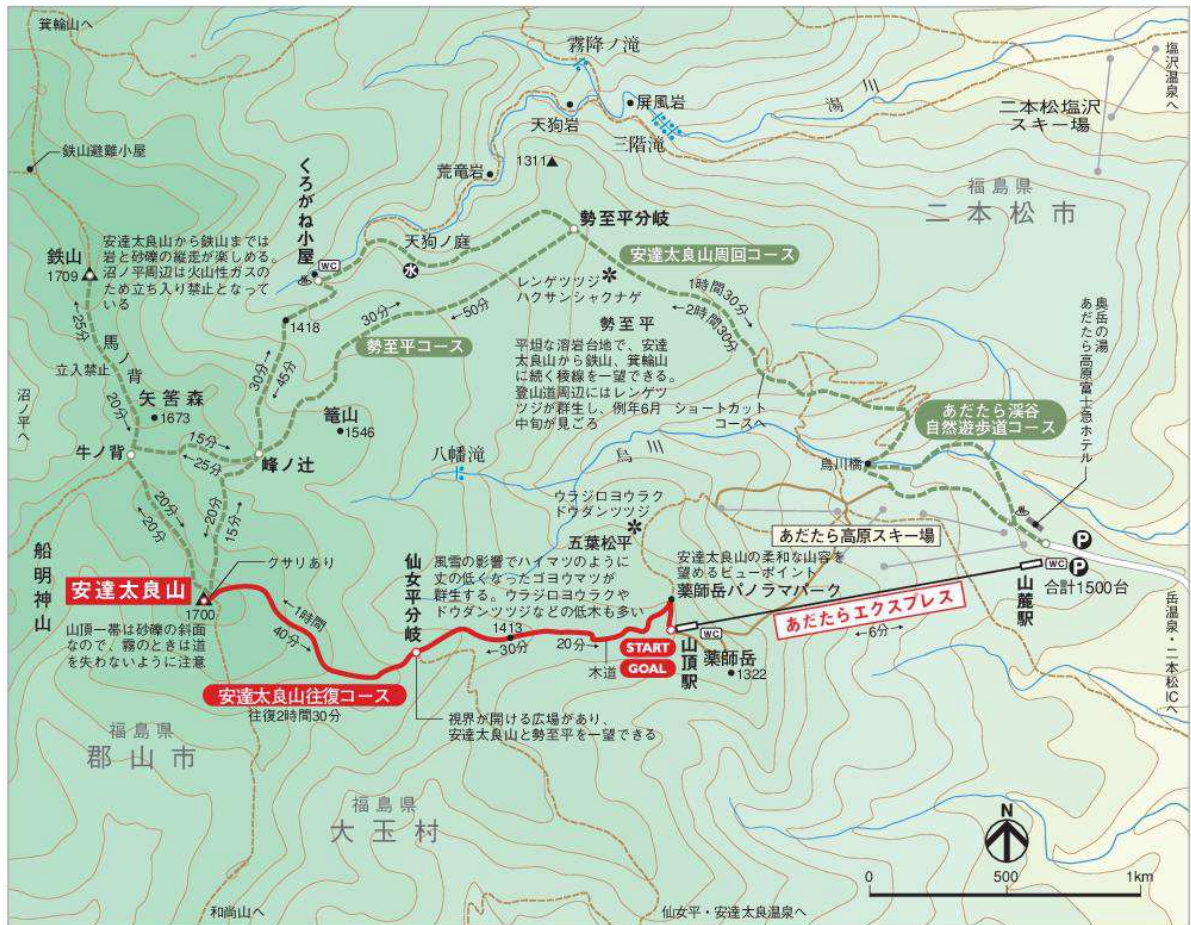 箕輪山へ
霧降ノ滝
屏風岩
湯川
塩沢温泉へ
二本松塩沢
スキー場
天狗岩
三階滝
鉄山避難小屋
1311
荒竜岩
くろがね小屋
WC
福島県
二本松市
勢至平分岐
天狗ノ庭
水
安達太良山周回コース
鉄山
1709
安達太良山から鉄山までは
岩と砂礫の縦走が楽しめる。
沼ノ平周辺は火山性ガスの
ため立ち入り禁止となって
いる
レンゲツツジ
ハクサンシャクナゲ
1時間30分→
←2時間30分
奥岳の湯
あだたら高原富士急ホテル
←25分
馬ノ背
立入禁止
20分→
1418
30分→
←50分
勢至平コース
30分→
←45分
勢至平
平坦な溶岩台地で、安達
太良山から鉄山、箕輪山
に続く稜線を一望できる。
登山道周辺にはレンゲツ
ツジが群生し、例年6月
中旬が見ごろ
ショートカット
コースへ
あだたら渓谷
自然遊歩道コース
沼ノ平へ
矢筈森
1673
篭山
1546
牛ノ背
15分→
←25分
峰ノ辻
八幡滝
烏川
烏川橋
20分→
←20分
←20分
15分→
ウラジロヨウラク
ドウダンツツジ
五葉松平
風雪の影響でハイマツのように
丈の低くなったゴヨウマツが
群生する。ウラジロヨウラクや
ドウダンツツジなどの低木も多い
あだたら高原スキー場
安達太良山の柔和な山容を
望めるビューポイント
薬師岳パノラマパーク
P
WC
P
合計1500台
山麓駅
船明神山
安達太良山
1700
クサリあり
山頂一帯は砂礫の斜面
なので、霧のときは道
を失わないように注意
←1時間
40分→
仙女平分岐
1413
←30分
20分→
木道
START
GOAL
WC
山頂駅
薬師岳
1322
あだたらエクスプレス
←6分→
岳温泉・二本松ICへ
安達太良山往復コース
往復2時間30分
視界が開ける広場があり、
安達太良山と勢至平を一望できる
福島県
郡山市
福島県
大玉村
N
0
500
1km
和尚山へ
仙女平・安達太良温泉へ